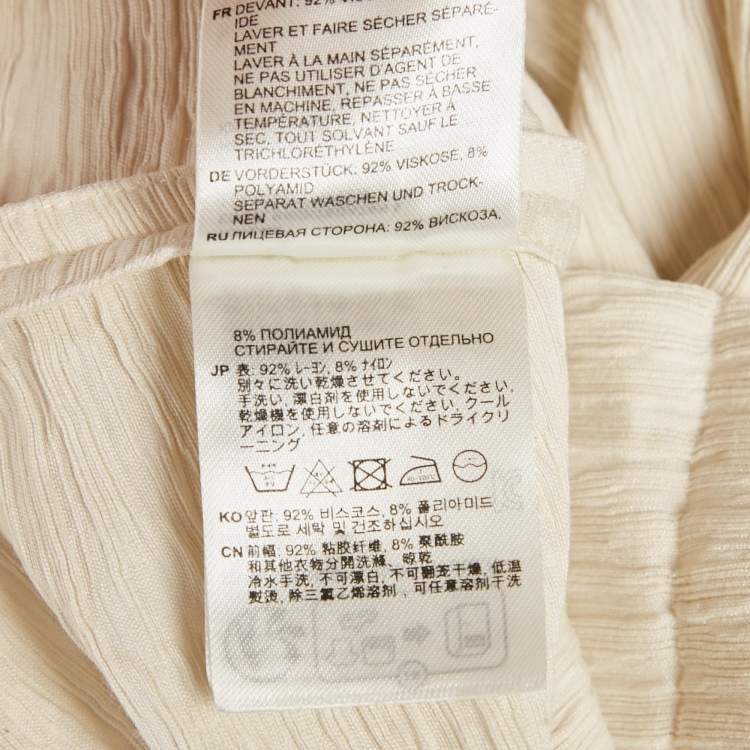 FR DEVANT: 92%
IDE
LAVER ET FAIRE SÉCHER SÉPARÉ-
MENT
LAVER À LA MAIN SÉPARÉMENT,
NE PAS UTILISER D'AGENT DE
BLANCHIMENT, NE PAS SÉCHER
EN MACHINE, REPASSER À BASSE
TEMPÉRATURE, NETTOYER À
SEC, TOUT SOLVANT SAUF LE
TRICHLORÉTHYLÈNE
DE VORDERSTÜCK: 92% VISKOSE, 8%
POLYAMID
SEPARAT WASCHEN UND TROCK-
NEN
RU ЛИЦЕВАЯ СТОРОНА: 92% ВИСКОЗА,
8% ПОЛИАМИД
СТИРАЙТЕ И СУШИТЕ ОТДЕЛЬНО
JP 表: 92% レーヨン, 8% ナイロン
別々に洗い乾燥させてください。
手洗い, 漂白剤を使用しないでください,
乾燥機を使用しないでください, クール
アイロン, 任意の溶剤によるドライクリ
ーニング
KO 앞판: 92% 비스코스, 8% 폴리아미드
별도로 세탁 및 건조하십시오
CN 前幅: 92% 粘胶纤维, 8% 聚酰胺
和其他衣物分開洗滌、晾乾
冷水手洗, 不可漂白, 不可翻笼干燥, 低温
熨烫, 除三氯乙烯溶剂 , 可任意溶剂干洗